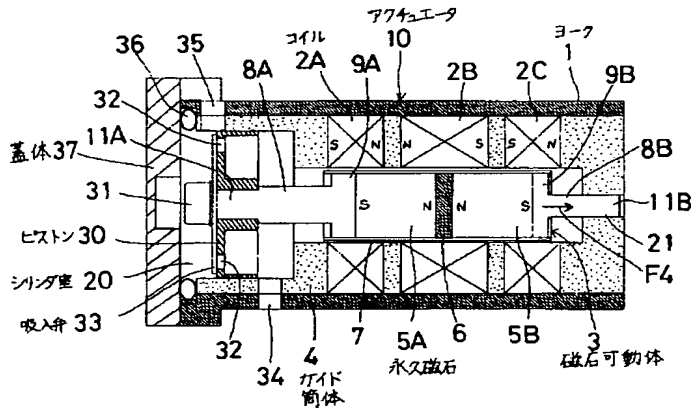 アクチュエータ
コイル
ヨーク
36
35
10
1
2A
9A
2B
2C
9B
32
8A
8B
11A
蓋体37
S N N S S N
31
S N N S
11B
ピストン 30
21
シリンダ室 20
F4
吸入弁 33
32
34
4
ガイド
筒体
7
5A
永久磁石
6
5B
3
磁石可動体